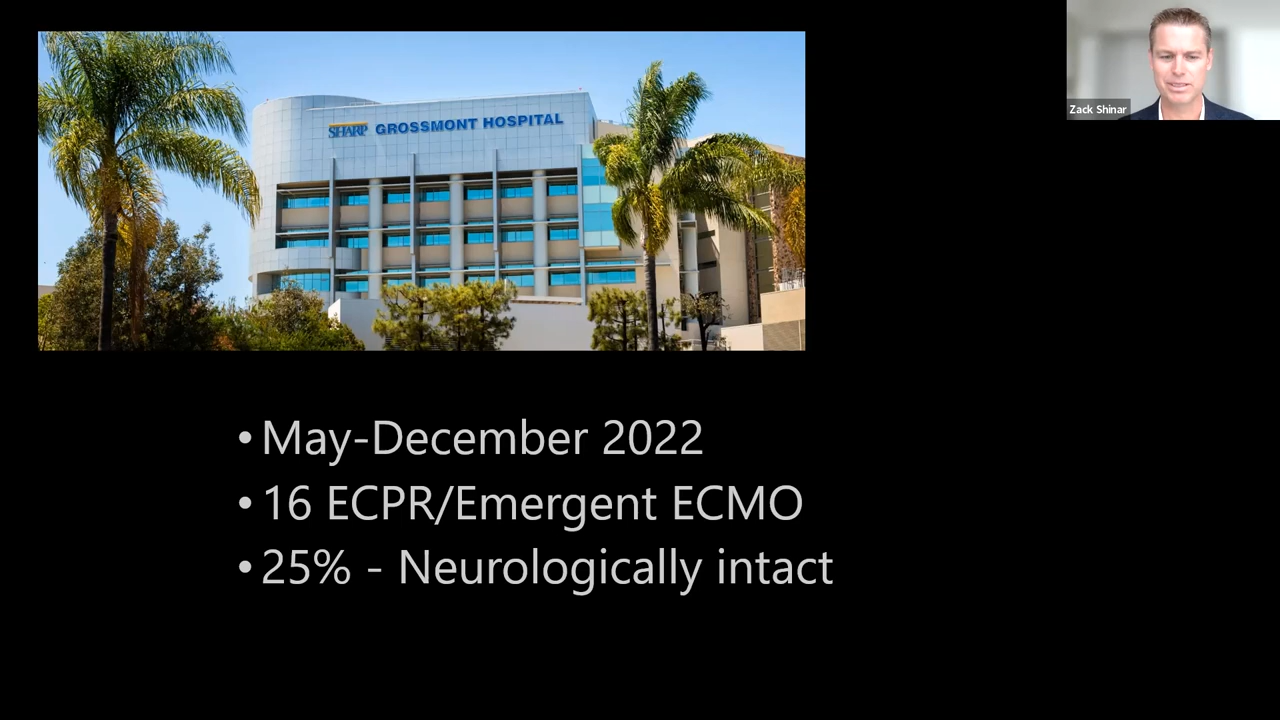 SHARP GROSSMONT HOSPITAL
Zack Shinar
• May-December 2022
• 16 ECPR/Emergent ECMO
• 25% - Neurologically intact